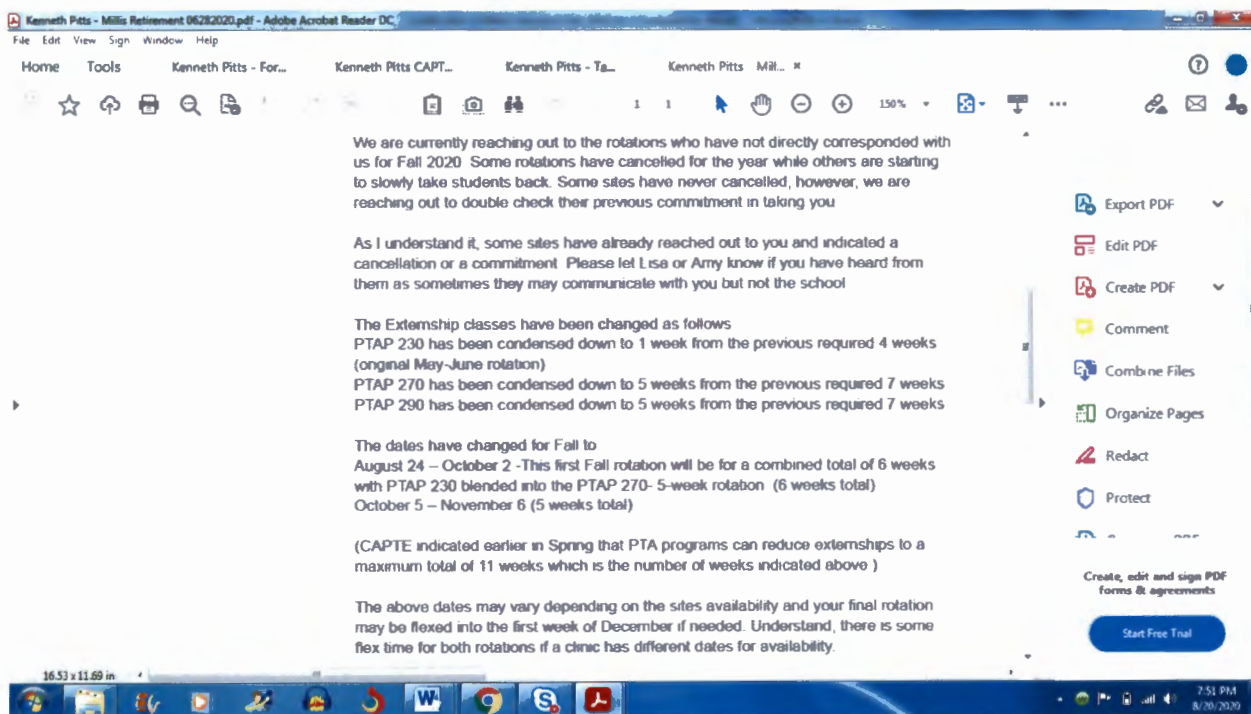 Kenneth Pitts - Millis Retirement 06282020.pdf - Adobe Acrobat Reader DC
File Edit View Sign Window Help
Home Tools Kenneth Pitts - For... Kenneth Pitts CAPT... Kenneth Pitts - Ta... Kenneth Pitts Mill... ×
1 1 150%
We are currently reaching out to the rotations who have not directly corresponded with
us for Fall 2020 Some rotations have cancelled for the year while others are starting
to slowly take students back. Some sites have never cancelled, however, we are
reaching out to double check their previous commitment in taking you
As I understand it, some sites have already reached out to you and indicated a
cancellation or a commitment Please let Lisa or Amy know if you have heard from
them as sometimes they may communicate with you but not the school
The Externship classes have been changed as follows
PTAP 230 has been condensed down to 1 week from the previous required 4 weeks
(original May-June rotation)
PTAP 270 has been condensed down to 5 weeks from the previous required 7 weeks
PTAP 290 has been condensed down to 5 weeks from the previous required 7 weeks
The dates have changed for Fall to
August 24 – October 2 -This first Fall rotation will be for a combined total of 6 weeks
with PTAP 230 blended into the PTAP 270- 5-week rotation (6 weeks total)
October 5 – November 6 (5 weeks total)
(CAPTE indicated earlier in Spring that PTA programs can reduce externships to a
maximum total of 11 weeks which is the number of weeks indicated above )
The above dates may vary depending on the sites availability and your final rotation
may be flexed into the first week of December if needed. Understand, there is some
flex time for both rotations if a clinic has different dates for availability.
Export PDF
Edit PDF
Create PDF
Comment
Combine Files
Organize Pages
Redact
Protect
Create, edit and sign PDF
forms & agreements
Start Free Trial
16.53 x 11.69 in
7:51 PM
8/20/2020